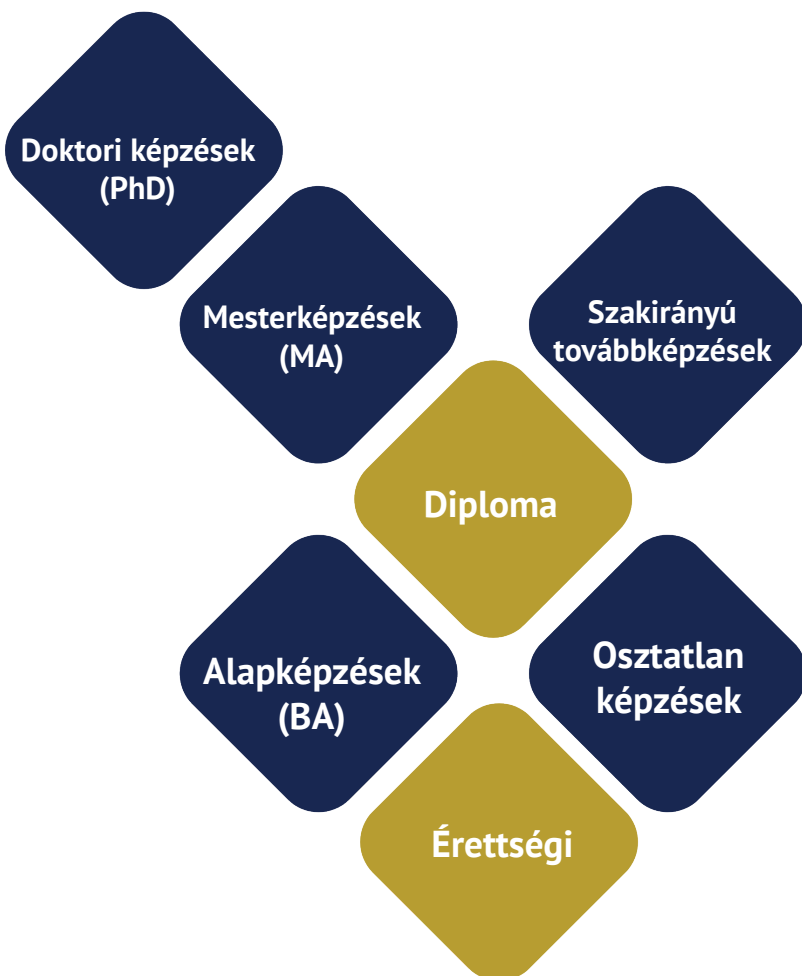 Doktori képzések
(PhD)
Mesterképzések
(MA)
Szakirányú
továbbképzések
Diploma
Alapképzések
(BA)
Osztatlan
képzések
Érettségi